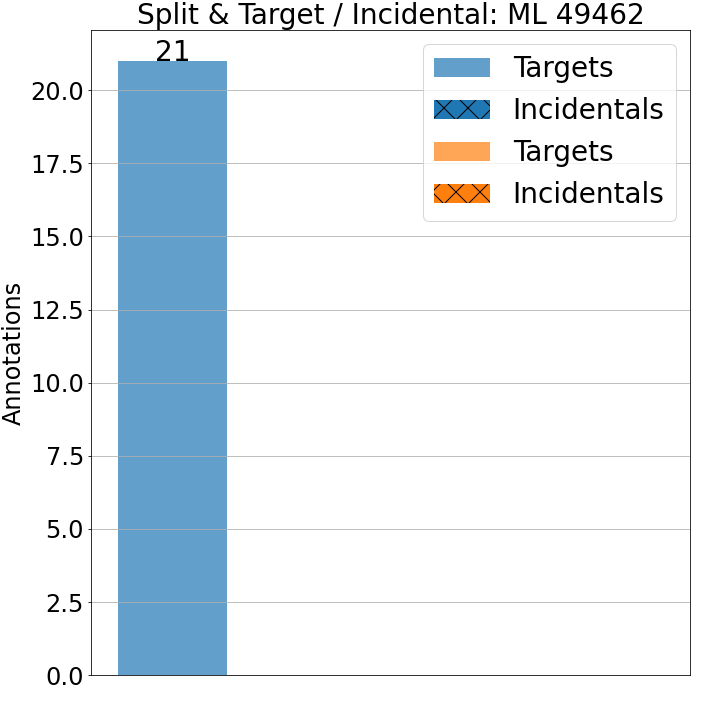 Split & Target / Incidental: ML 49462
21
Targets
Incidentals
Targets
Incidentals
Annotations
20.0
17.5
15.0
12.5
10.0
7.5
5.0
2.5
0.0